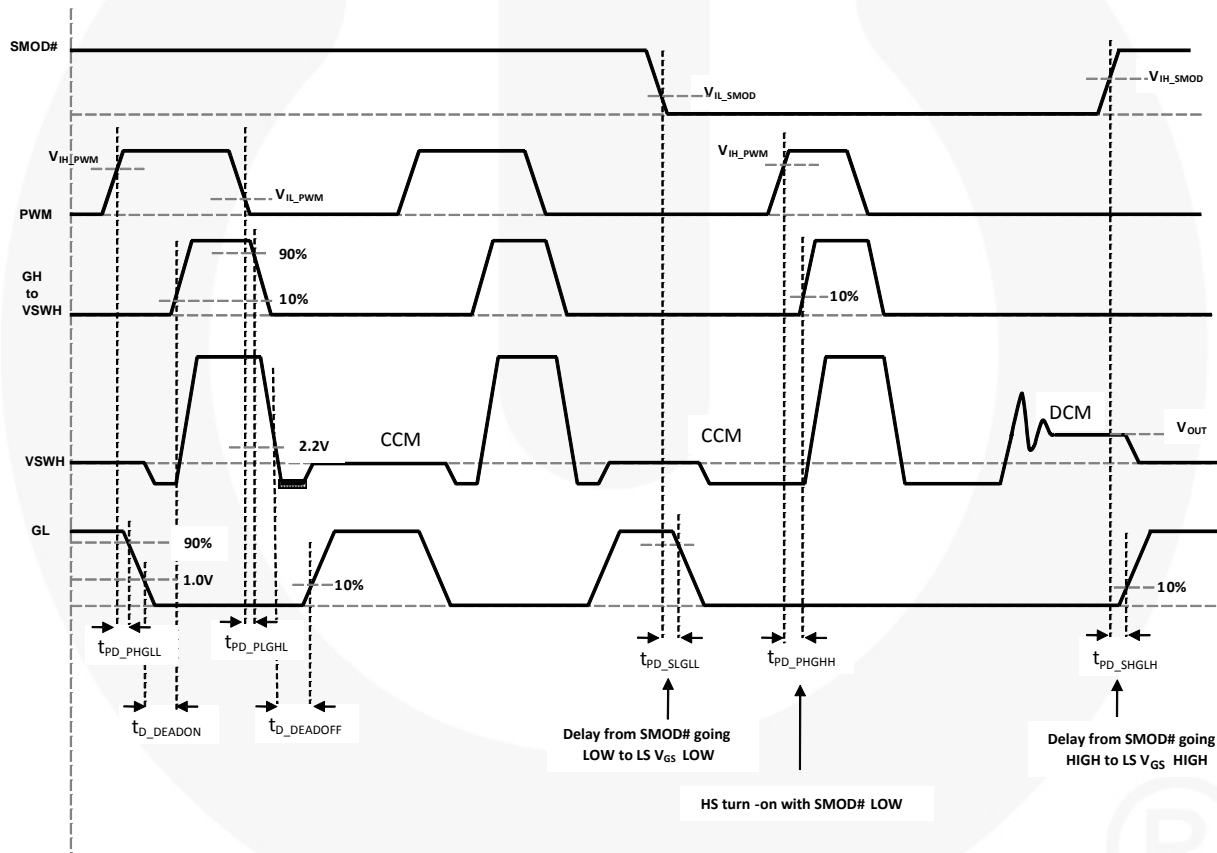 SMOD#
V_IL_SMOD
V_IH_SMOD
V_IH_PWM
V_IL_PWM
V_IH_PWM
PWM
90%
10%
10%
GH
to
VSWH
2.2V
CCM
CCM
DCM
V_OUT
VSWH
GL
90%
1.0V
10%
10%
t_PD_PHGLL
t_PD_PLGHL
t_PD_SLGLL
t_PD_PHGHH
t_PD_SHGLH
t_D_DEADON
t_D_DEADOFF
Delay from SMOD# going
LOW to LS V_GS LOW
Delay from SMOD# going
HIGH to LS V_GS HIGH
HS turn -on with SMOD# LOW
R